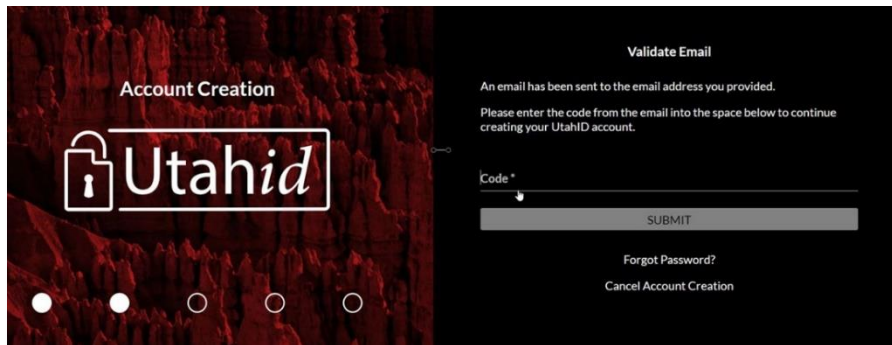 Account Creation
Utahid
Validate Email
An email has been sent to the email address you provided.
Please enter the code from the email into the space below to continue
creating your UtahID account.
Code *
SUBMIT
Forgot Password?
Cancel Account Creation